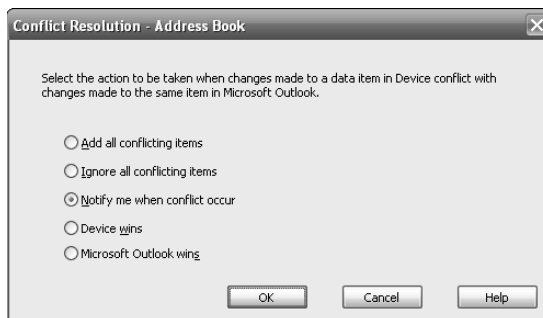 Conflict Resolution - Address Book
Select the action to be taken when changes made to a data item in Device conflict with
changes made to the same item in Microsoft Outlook.
Add all conflicting items
Ignore all conflicting items
Notify me when conflict occur
Device wins
Microsoft Outlook wins
OK Cancel Help